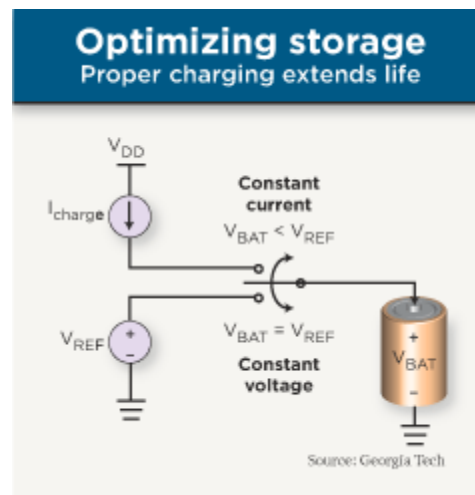 Optimizing storage
Proper charging extends life
VDD
Icharge
Constant
current
VBAT < VREF
VREF
+
-
VBAT = VREF
Constant
voltage
+
VBAT
-
Source: Georgia Tech